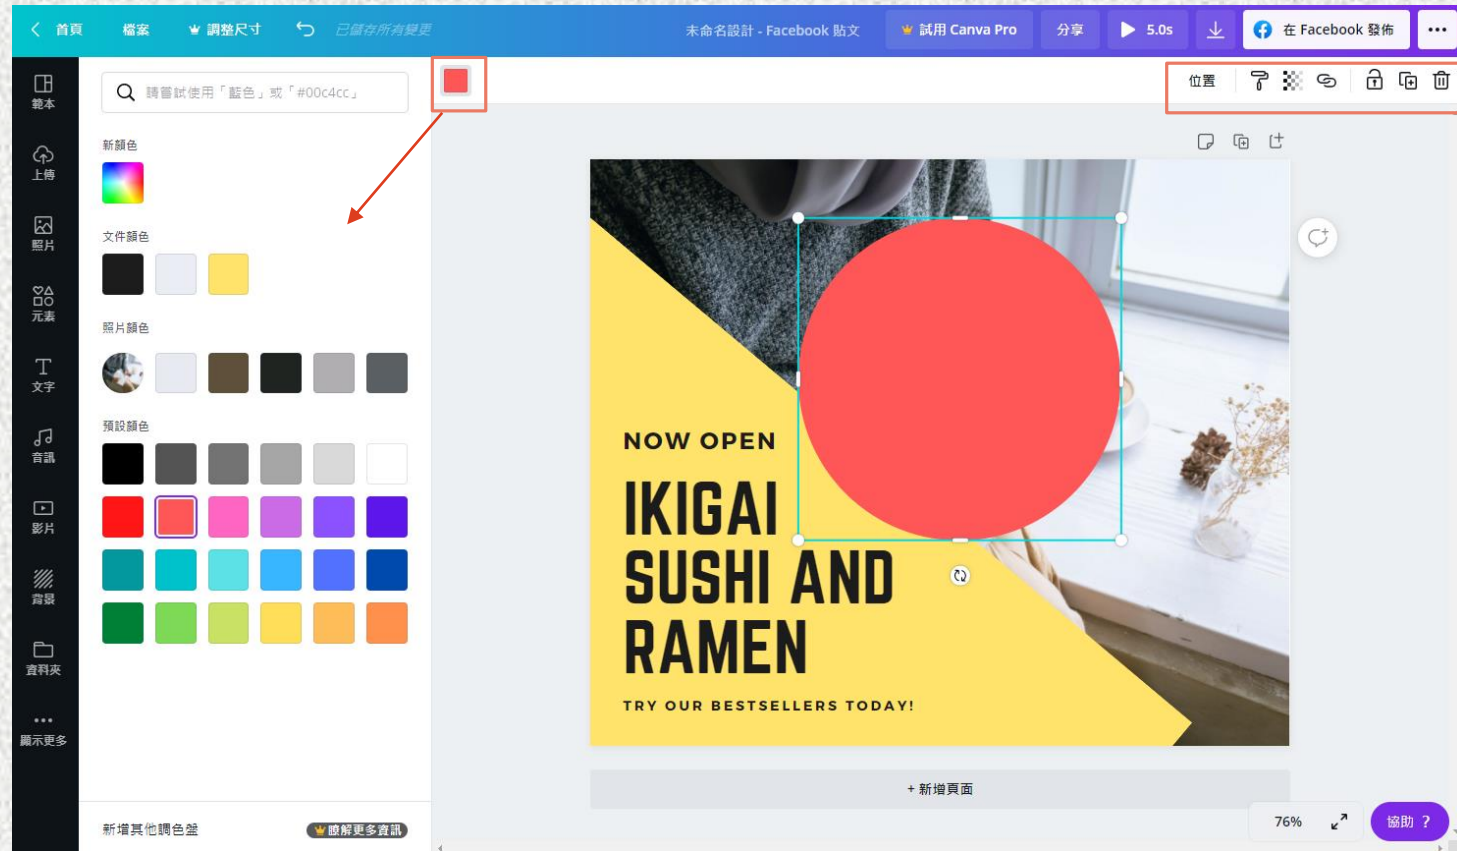 首頁 檔案 調整尺寸 已儲存所有變更 未命名設計 - Facebook 貼文 試用 Canva Pro 分享 5.0s 在 Facebook 發佈
範本
上傳
照片
元素
文字
音訊
影片
背景
資料夾
顯示更多
請嘗試使用「藍色」或「#00c4cc」
新顏色
文件顏色
照片顏色
預設顏色
新增其他調色盤 瞭解更多資訊
位置
NOW OPEN
IKIGAI
SUSHI AND
RAMEN
TRY OUR BESTSELLERS TODAY!
+ 新增頁面
76% 協助 ?